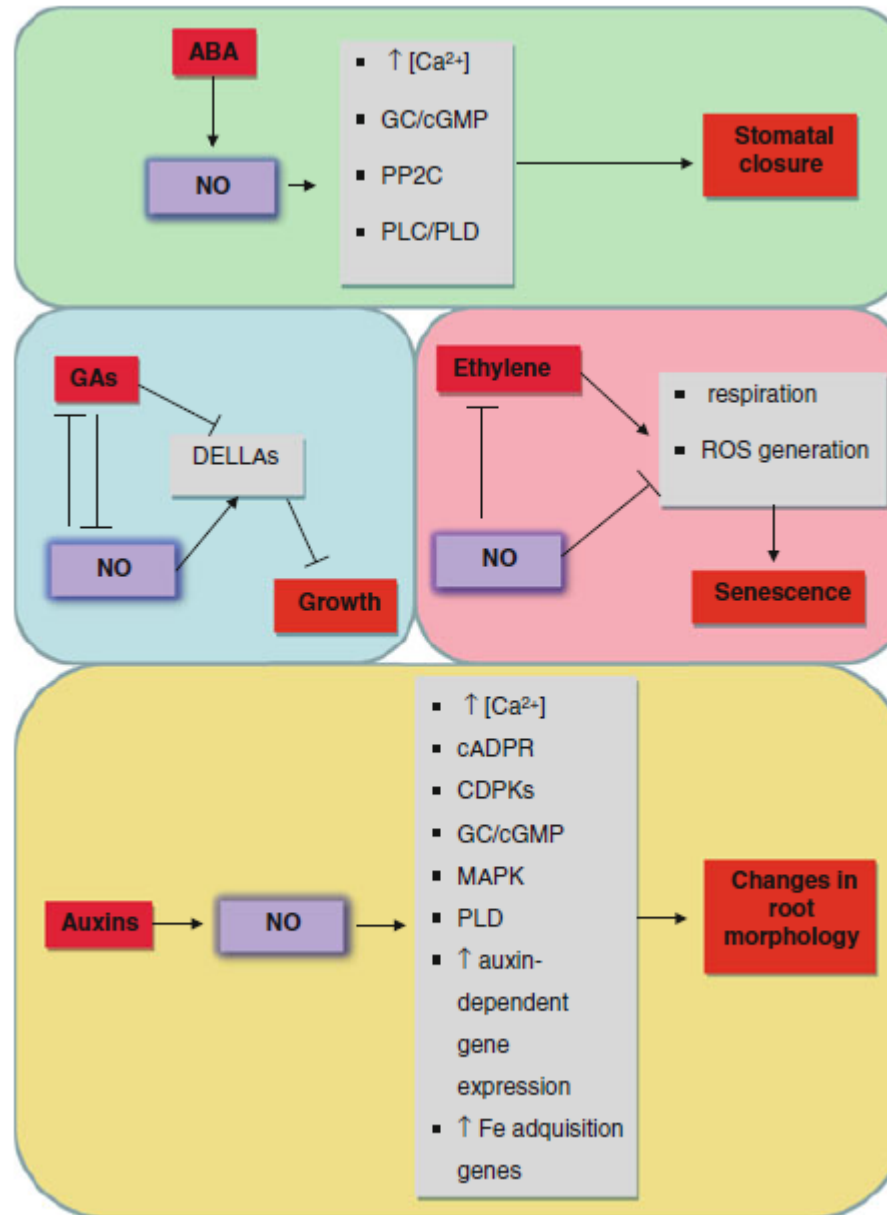 ABA
NO
▪ ↑ [Ca²⁺]
▪ GC/cGMP
▪ PP2C
▪ PLC/PLD
Stomatal
closure
GAs
DELLAs
NO
Growth
Ethylene
NO
▪ respiration
▪ ROS generation
Senescence
Auxins
NO
▪ ↑ [Ca²⁺]
▪ cADPR
▪ CDPKs
▪ GC/cGMP
▪ MAPK
▪ PLD
▪ ↑ auxin-
dependent
gene
expression
▪ ↑ Fe adquisition
genes
Changes in
root
morphology